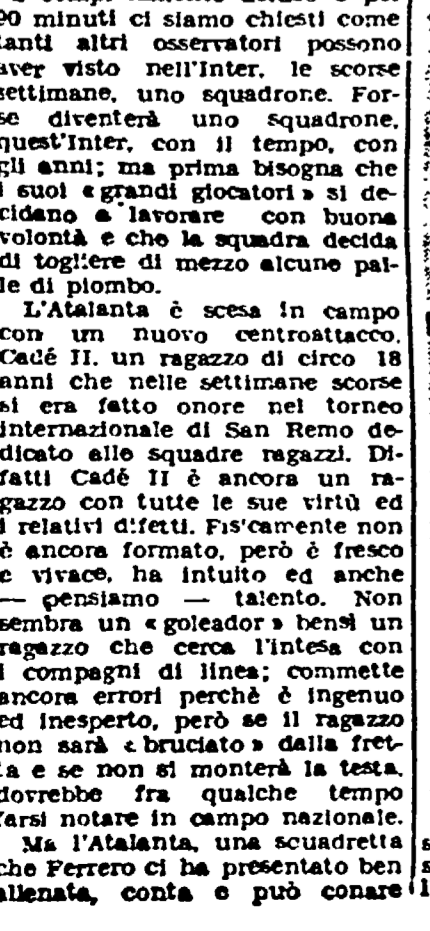 90 minuti ci siamo chiesti come
tanti altri osservatori possono
aver visto nell'Inter, le scorse
settimane, uno squadrone. For-
se diventerà uno squadrone,
quest'Inter, con il tempo, con
gli anni; ma prima bisogna che
i suoi « grandi giocatori » si de-
cidano a lavorare con buona
volontà e che la squadra decida
di togliere di mezzo alcune pal-
le di piombo.
L'Atalanta è scesa in campo
con un nuovo centroattacco,
Cadé II, un ragazzo di circo 18
anni che nelle settimane scorse
si era fatto onore nel torneo
internazionale di San Remo de-
dicato alle squadre ragazzi. Di-
fatti Cadé II è ancora un ra-
gazzo con tutte le sue virtù ed
i relativi difetti. Fis'camente non
è ancora formato, però è fresco
e vivace, ha intuito ed anche
— pensiamo — talento. Non
sembra un « goleador » bensì un
ragazzo che cerca l'intesa con
i compagni di linea; commette
ancora errori perchè è ingenuo
ed inesperto, però se il ragazzo
non sarà « bruciato » dalla fret-
ta e se non si monterà la testa,
dovrebbe fra qualche tempo
farsi notare in campo nazionale.
Ma l'Atalanta, una scuadretta
che Ferrero ci ha presentato ben
allenata, conta e può conare